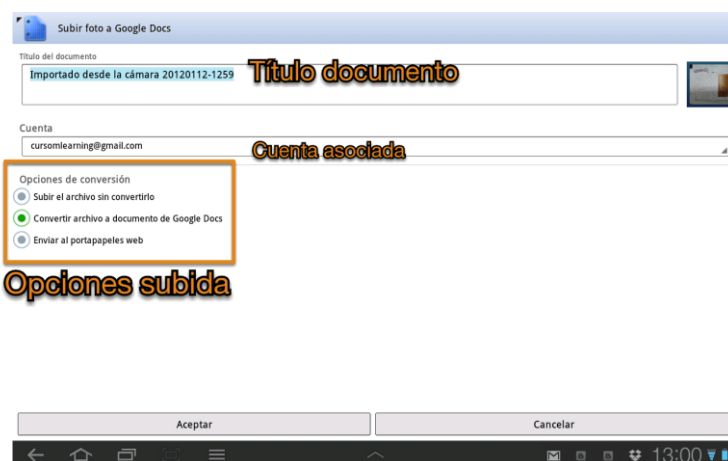 Subir foto a Google Docs
Título del documento
Importado desde la cámara 20120112-1259
Título documento
Cuenta
cursomlearning@gmail.com
Cuenta asociada
Opciones de conversión
Subir el archivo sin convertirlo
Convertir archivo a documento de Google Docs
Enviar al portapapeles web
Opciones subida
Aceptar
Cancelar
13:00